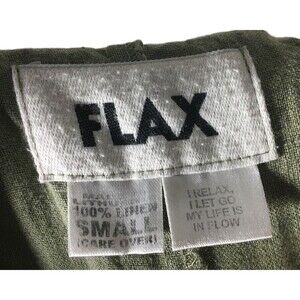 FLAX
100% LINEN
SMALL
(CARE OVER)
I RELAX,
I LET GO
MY LIFE IS
IN FLOW